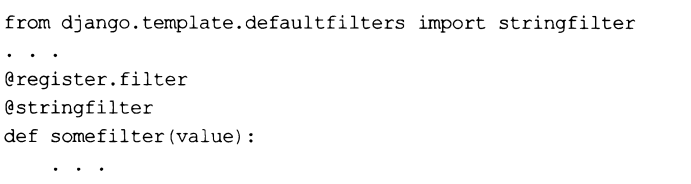 from django.template.defaultfilters import stringfilter
. . .
@register.filter
@stringfilter
def somefilter(value):
    . . .